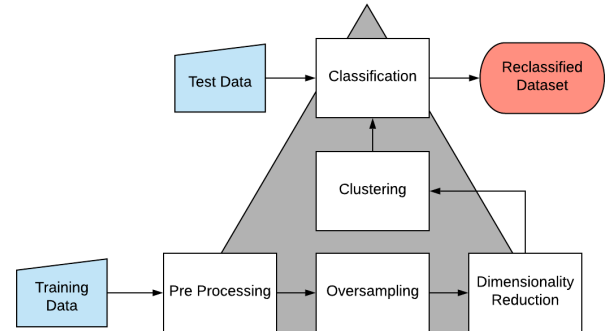 Test Data
Classification
Reclassified
Dataset
Clustering
Training
Data
Pre Processing
Oversampling
Dimensionality
Reduction